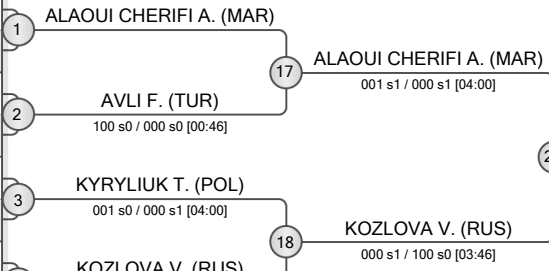 1
ALAOUI CHERIFI A. (MAR)
17
ALAOUI CHERIFI A. (MAR)
001 s1 / 000 s1 [04:00]
2
AVLI F. (TUR)
100 s0 / 000 s0 [00:46]
3
KYRYLIUK T. (POL)
001 s0 / 000 s1 [04:00]
18
KOZLOVA V. (RUS)
000 s1 / 100 s0 [03:46]
KOZLOVA V. (RUS)